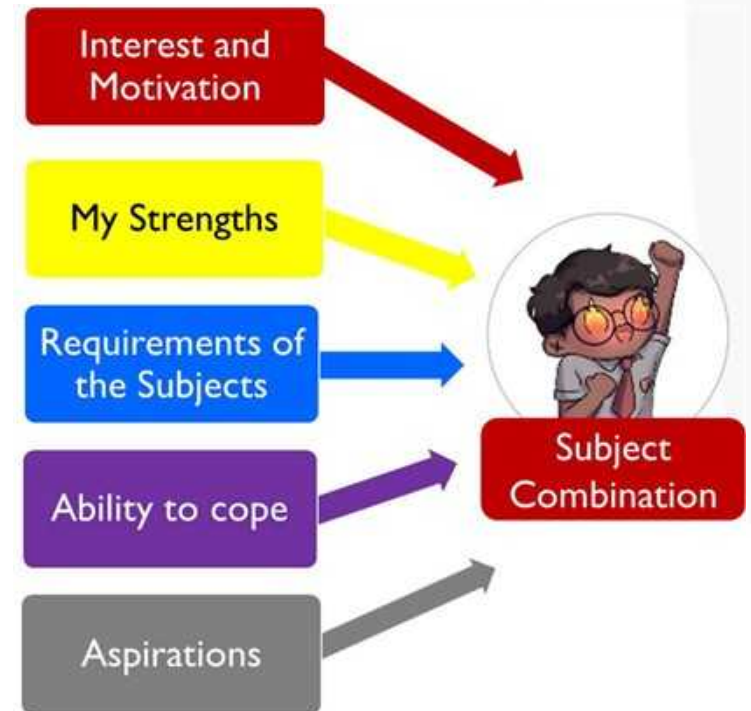 Interest and
Motivation
My Strengths
Requirements of
the Subjects
Ability to cope
Aspirations
Subject
Combination